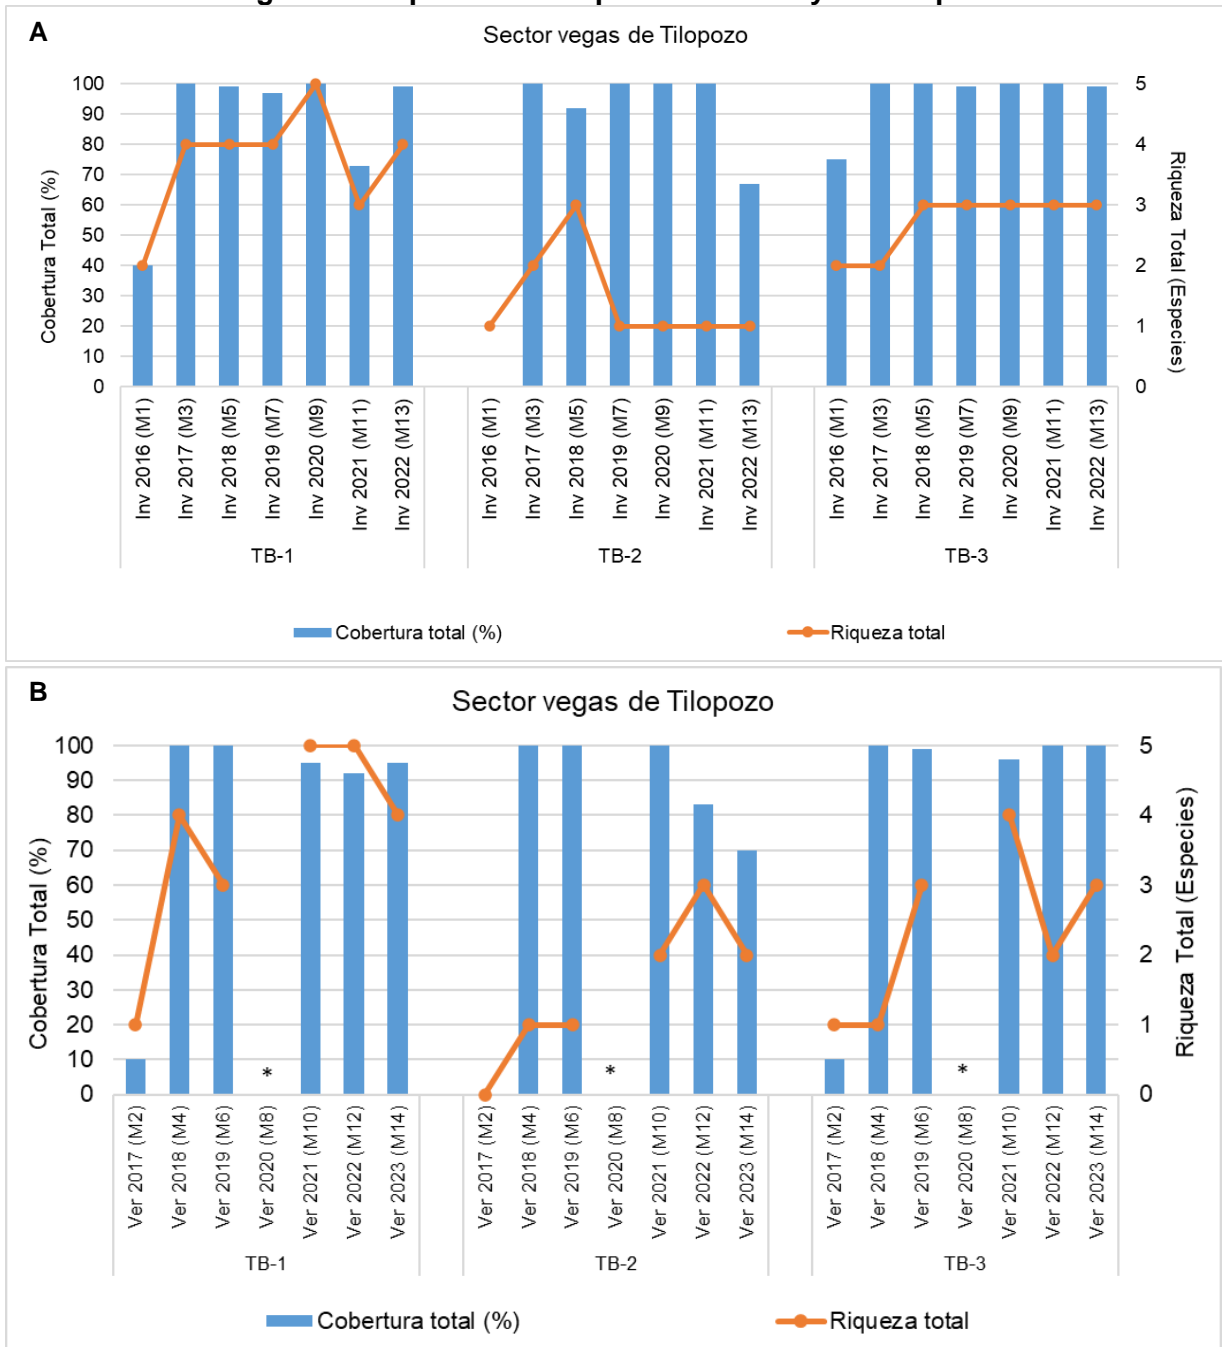 A
Sector vegas de Tilopozo
Cobertura Total (%)
100
90
80
70
60
50
40
30
20
10
0
5
4
3
2
1
0
Riqueza Total (Especies)
Inv 2016 (M1)
Inv 2017 (M3)
Inv 2018 (M5)
Inv 2019 (M7)
Inv 2020 (M9)
Inv 2021 (M11)
Inv 2022 (M13)
Inv 2016 (M1)
Inv 2017 (M3)
Inv 2018 (M5)
Inv 2019 (M7)
Inv 2020 (M9)
Inv 2021 (M11)
Inv 2022 (M13)
Inv 2016 (M1)
Inv 2017 (M3)
Inv 2018 (M5)
Inv 2019 (M7)
Inv 2020 (M9)
Inv 2021 (M11)
Inv 2022 (M13)
TB-1
TB-2
TB-3
Cobertura total (%)
Riqueza total
B
Sector vegas de Tilopozo
Cobertura Total (%)
100
90
80
70
60
50
40
30
20
10
0
5
4
3
2
1
0
Riqueza Total (Especies)
*
*
*
Ver 2017 (M2)
Ver 2018 (M4)
Ver 2019 (M6)
Ver 2020 (M8)
Ver 2021 (M10)
Ver 2022 (M12)
Ver 2023 (M14)
Ver 2017 (M2)
Ver 2018 (M4)
Ver 2019 (M6)
Ver 2020 (M8)
Ver 2021 (M10)
Ver 2022 (M12)
Ver 2023 (M14)
Ver 2017 (M2)
Ver 2018 (M4)
Ver 2019 (M6)
Ver 2020 (M8)
Ver 2021 (M10)
Ver 2022 (M12)
Ver 2023 (M14)
TB-1
TB-2
TB-3
Cobertura total (%)
Riqueza total